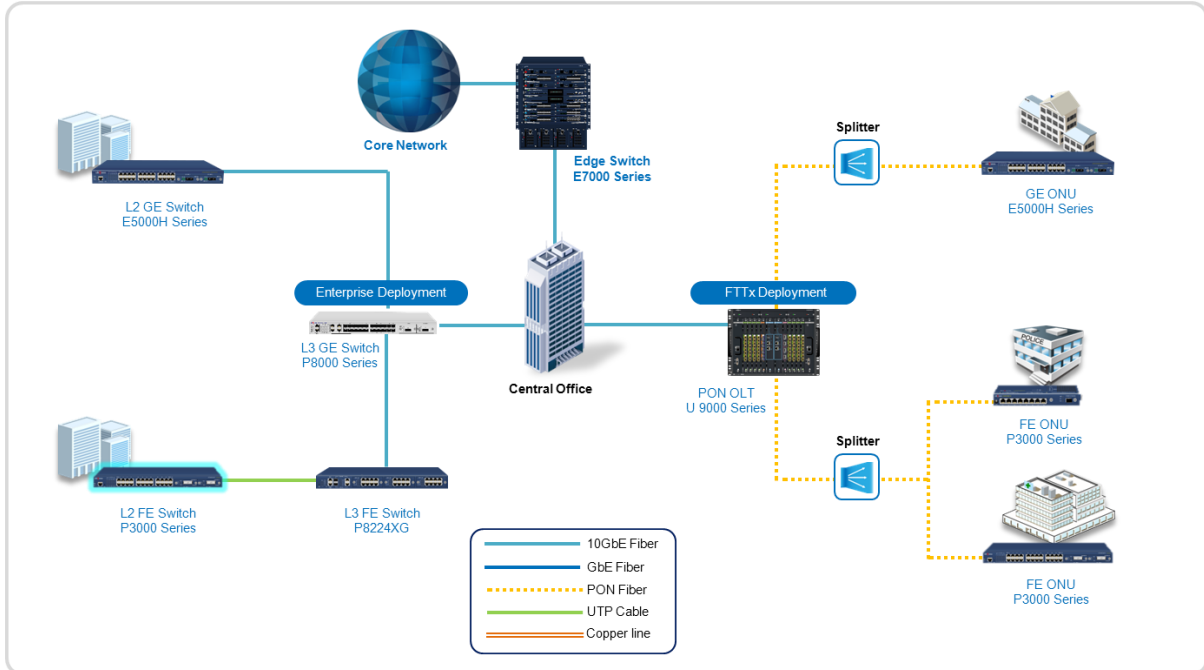 Core Network
Edge Switch
E7000 Series
Splitter
L2 GE Switch
E5000H Series
GE ONU
E5000H Series
Enterprise Deployment
FTTx Deployment
L3 GE Switch
P8000 Series
Central Office
PON OLT
U 9000 Series
POLICE
FE ONU
P3000 Series
Splitter
L2 FE Switch
P3000 Series
L3 FE Switch
P8224XG
FE ONU
P3000 Series
10GbE Fiber
GbE Fiber
PON Fiber
UTP Cable
Copper line